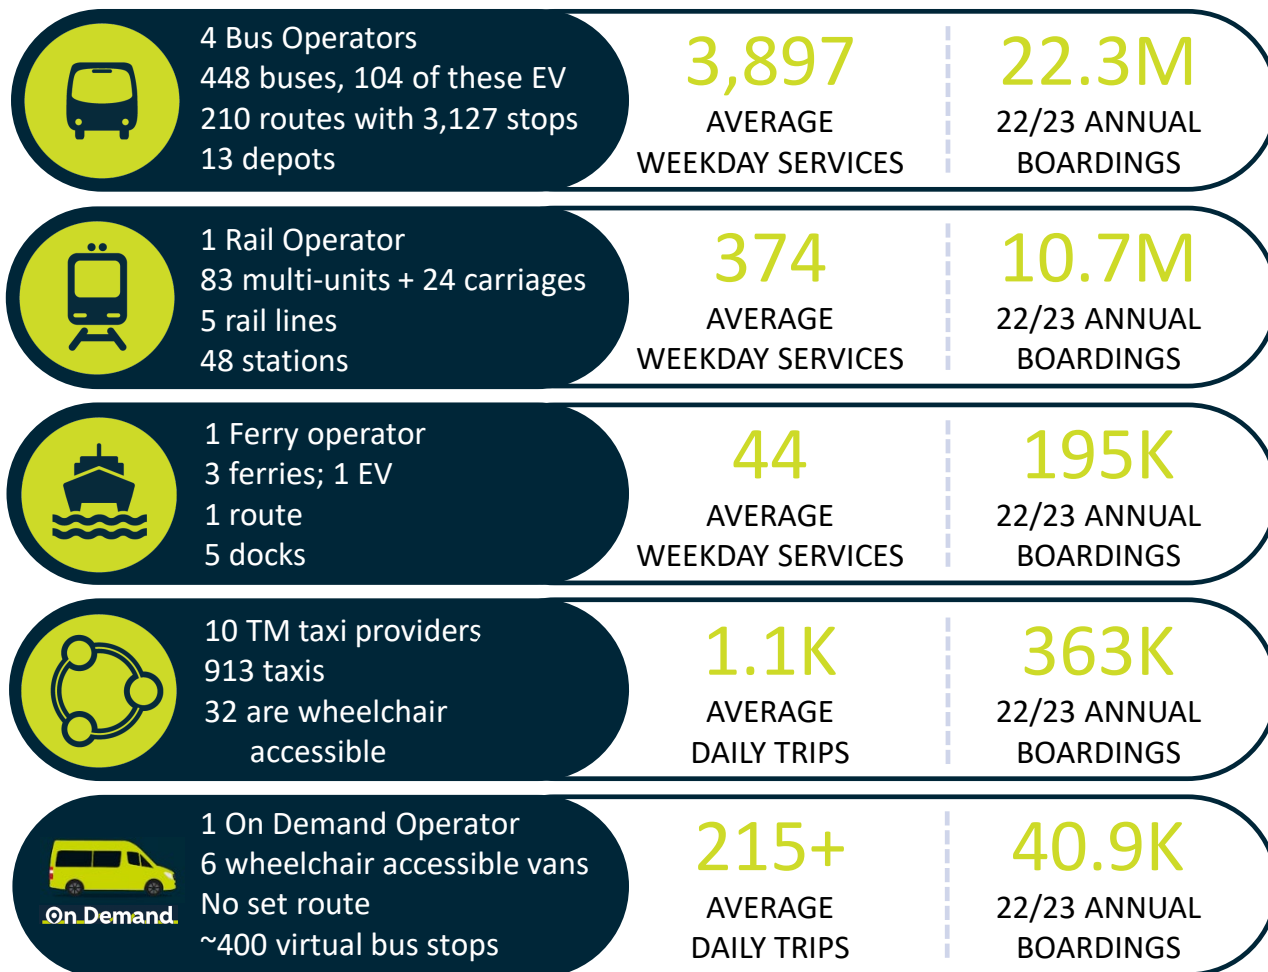 4 Bus Operators
448 buses, 104 of these EV
210 routes with 3,127 stops
13 depots
3,897
AVERAGE
WEEKDAY SERVICES
22.3M
22/23 ANNUAL
BOARDINGS
1 Rail Operator
83 multi-units + 24 carriages
5 rail lines
48 stations
374
AVERAGE
WEEKDAY SERVICES
10.7M
22/23 ANNUAL
BOARDINGS
1 Ferry operator
3 ferries; 1 EV
1 route
5 docks
44
AVERAGE
WEEKDAY SERVICES
195K
22/23 ANNUAL
BOARDINGS
10 TM taxi providers
913 taxis
32 are wheelchair
accessible
1.1K
AVERAGE
DAILY TRIPS
363K
22/23 ANNUAL
BOARDINGS
On Demand
1 On Demand Operator
6 wheelchair accessible vans
No set route
~400 virtual bus stops
215+
AVERAGE
DAILY TRIPS
40.9K
22/23 ANNUAL
BOARDINGS